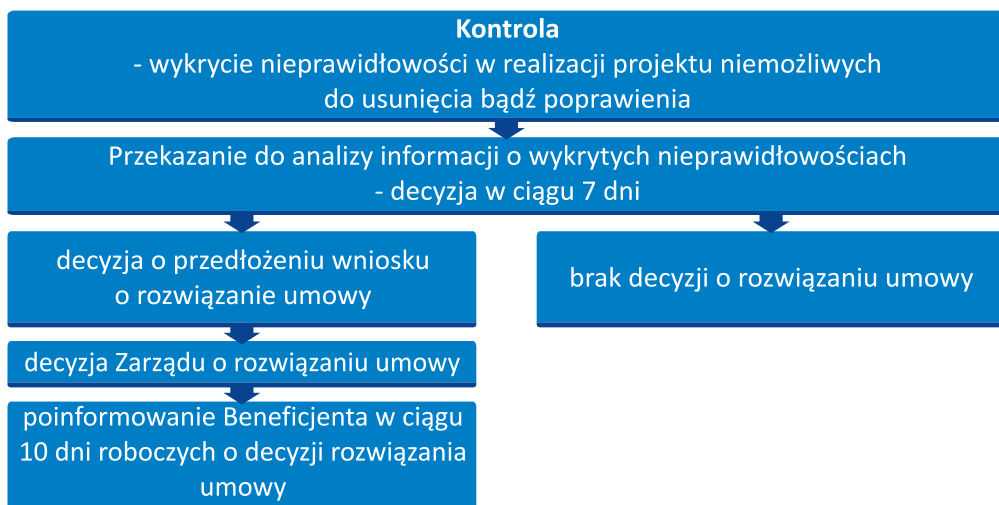 Kontrola
- wykrycie nieprawidłowości w realizacji projektu niemożliwych
do usunięcia bądź poprawienia
Przekazanie do analizy informacji o wykrytych nieprawidłowościach
- decyzja w ciągu 7 dni
decyzja o przedłożeniu wniosku
o rozwiązanie umowy
brak decyzji o rozwiązaniu umowy
decyzja Zarządu o rozwiązaniu umowy
poinformowanie Beneficjenta w ciągu
10 dni roboczych o decyzji rozwiązania
umowy